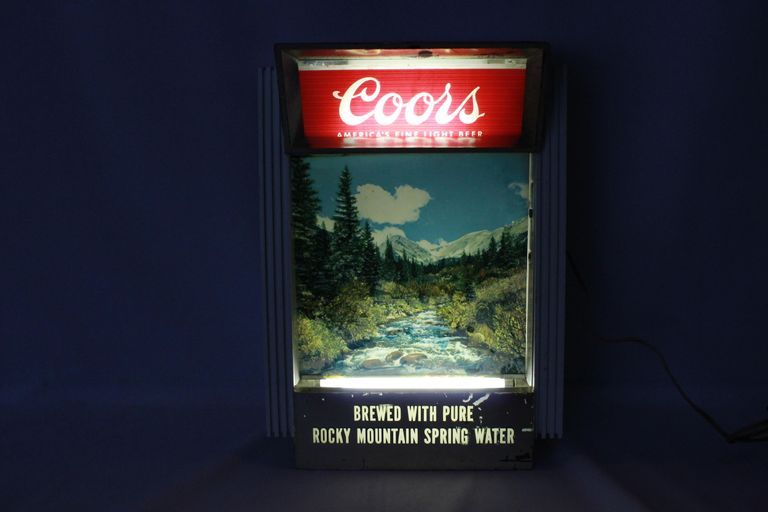 Coors
AMERICA'S FINE LIGHT BEER
BREWED WITH PURE
ROCKY MOUNTAIN SPRING WATER